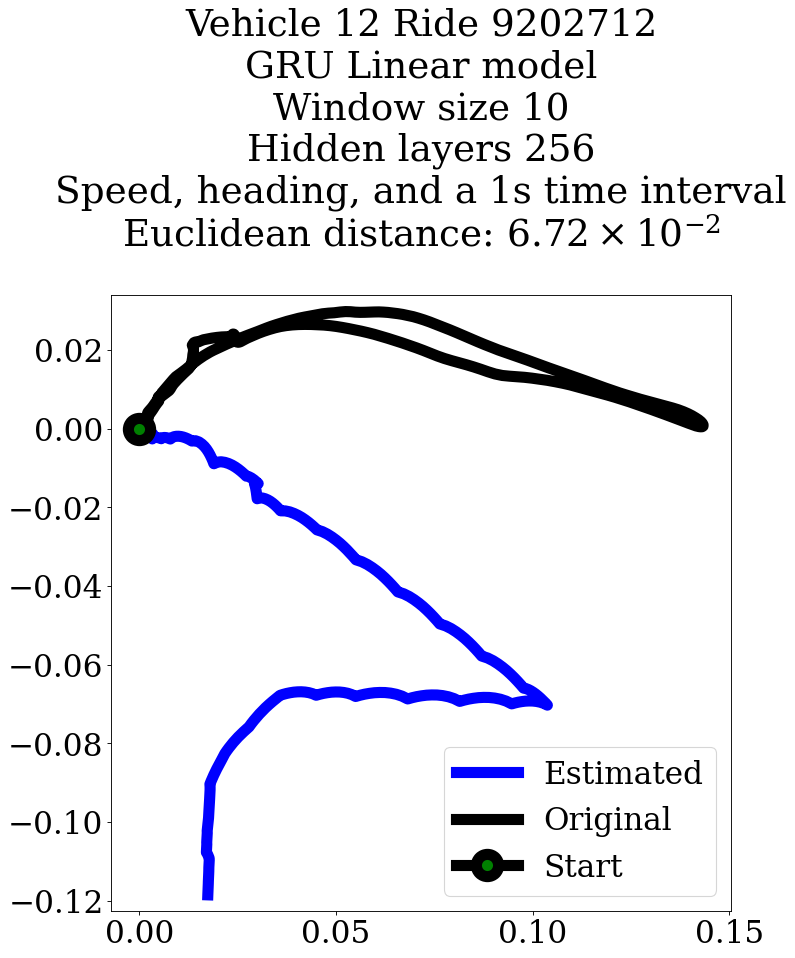 Vehicle 12 Ride 9202712
GRU Linear model
Window size 10
Hidden layers 256
Speed, heading, and a 1s time interval
Euclidean distance: 6.72 × 10⁻²
0.02
0.00
−0.02
−0.04
−0.06
−0.08
−0.10
−0.12
Estimated
Original
Start
0.00 0.05 0.10 0.15